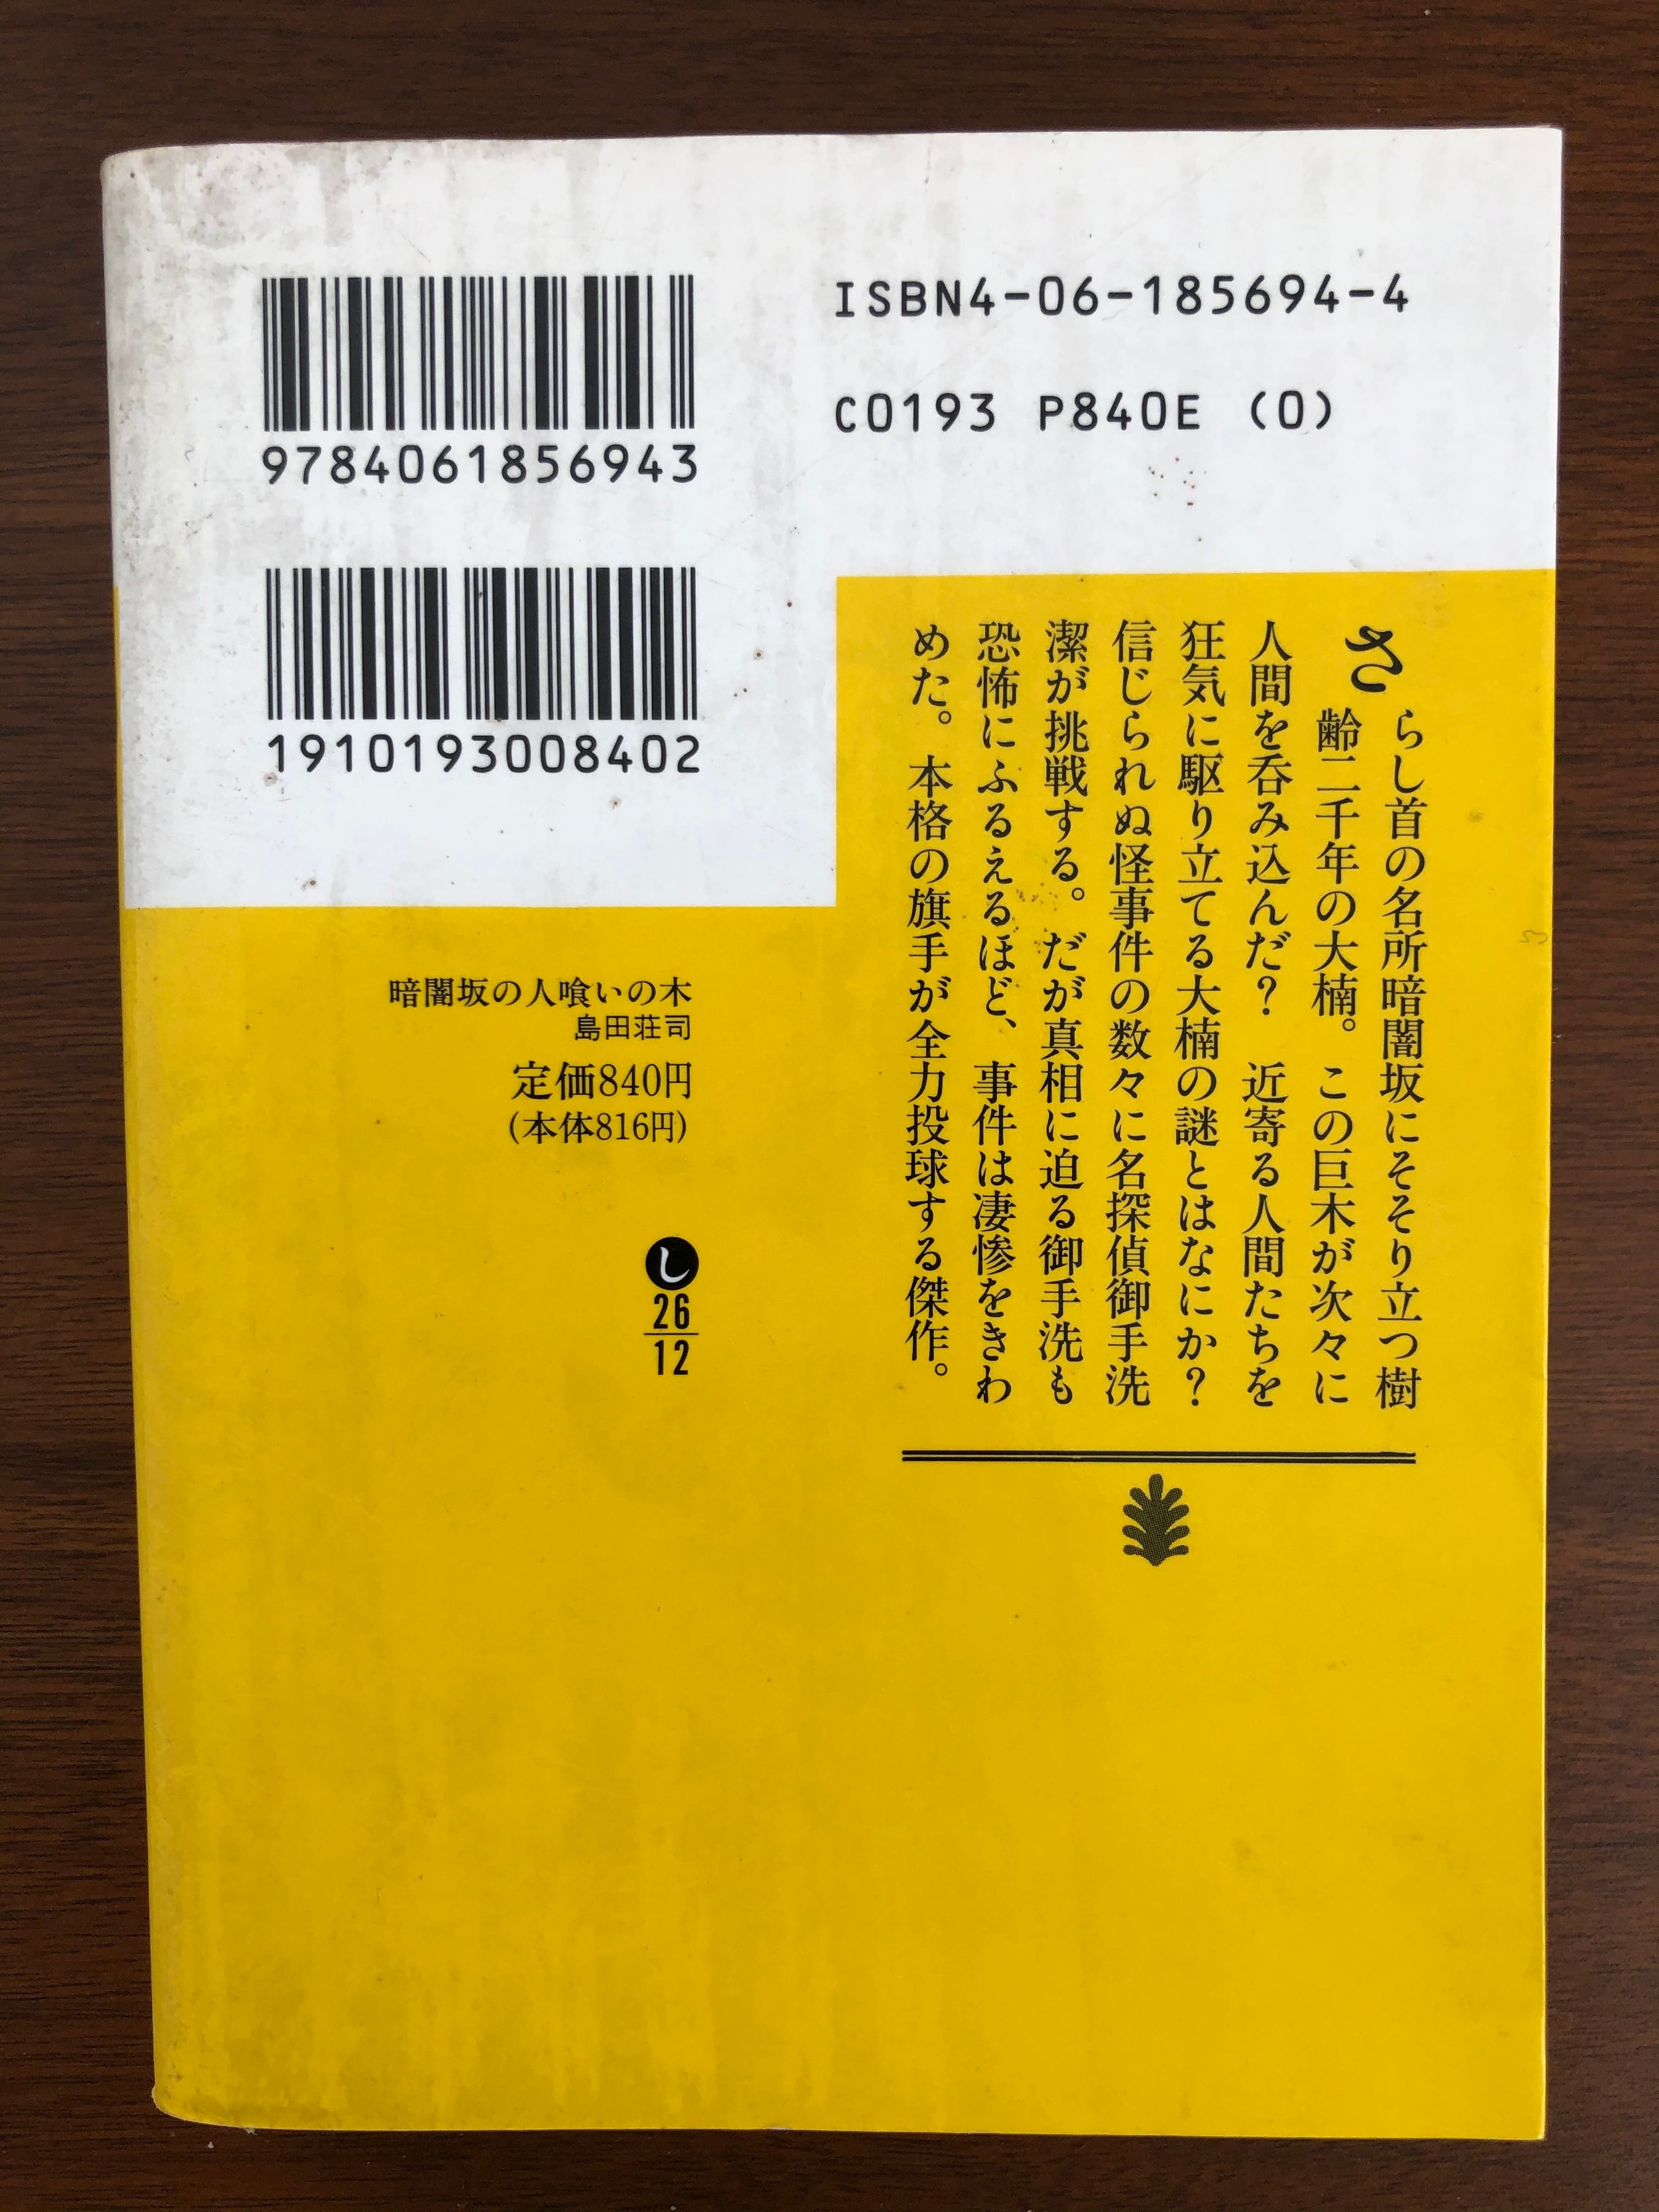 ISBN4-06-185694-4
C0193 P840E (0)
9784061856943
1910193008402
さらし首の名所暗闇坂にそそり立つ樹
齢二千年の大楠。この巨木が次々に
人間を呑み込んだ？　近寄る人間たちを
狂気に駆り立てる大楠の謎とはなにか？
信じられぬ怪事件の数々に名探偵御手洗
潔が挑戦する。だが真相に迫る御手洗も
恐怖にふるえるほど、事件は凄惨をきわ
めた。本格の旗手が全力投球する傑作。
暗闇坂の人喰いの木
島田荘司
定価840円
(本体816円)
し
26
12